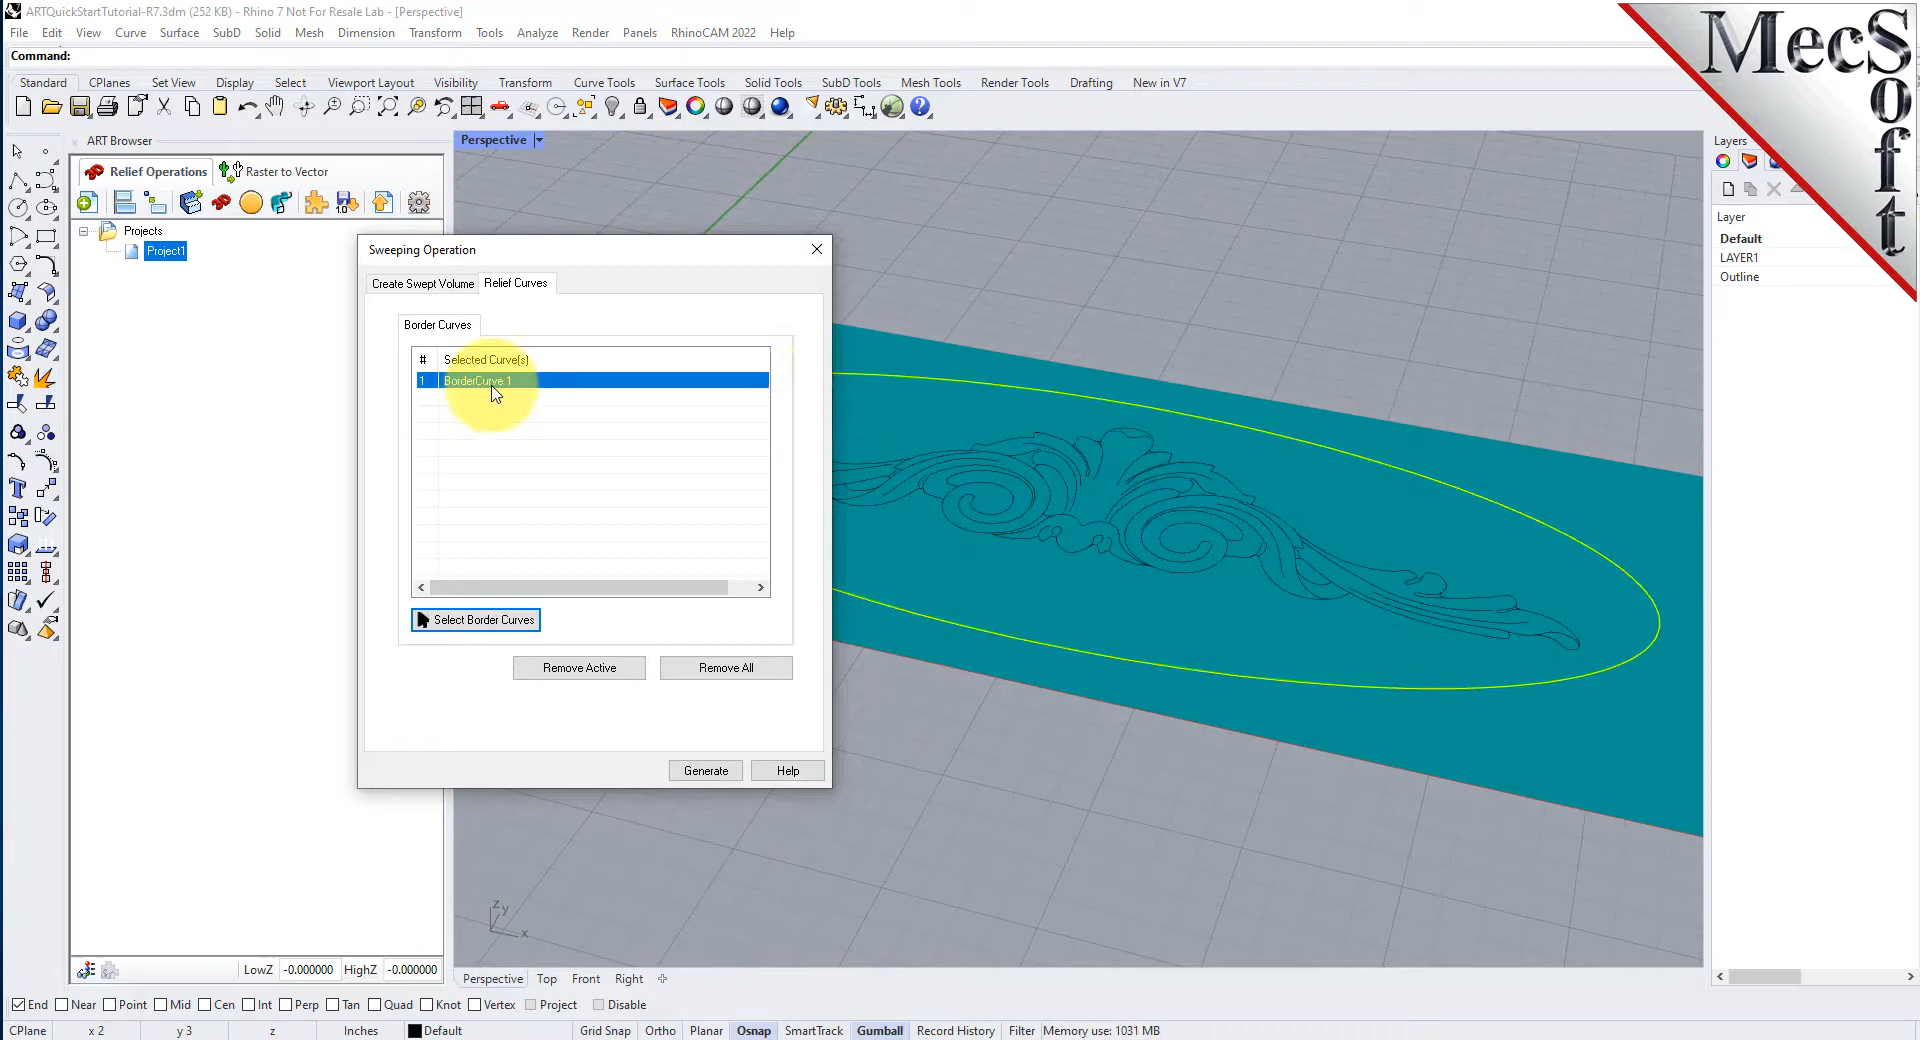 ARTQuickStartTutorial-R7.3dm (252 KB) - Rhino 7 Not For Resale Lab - [Perspective]
File Edit View Curve Surface SubD Solid Mesh Dimension Transform Tools Analyze Render Panels RhinoCAM 2022 Help
Command:
Standard CPlanes Set View Display Select Viewport Layout Visibility Transform Curve Tools Surface Tools Solid Tools SubD Tools Mesh Tools Render Tools Drafting New in V7
MecSoft
ART Browser
Relief Operations Raster to Vector
1.0
Projects
Project1
Perspective
Layers
Layer
Default
LAYER1
Outline
Sweeping Operation
Create Swept Volume Relief Curves
Border Curves
# Selected Curve(s)
1 BorderCurve 1
Select Border Curves
Remove Active Remove All
Generate Help
z y
x
LowZ -0.000000 HighZ -0.000000
Perspective Top Front Right
End Near Point Mid Cen Int Perp Tan Quad Knot Vertex Project Disable
CPlane x 2 y 3 z Inches Default Grid Snap Ortho Planar Osnap SmartTrack Gumball Record History Filter Memory use: 1031 MB